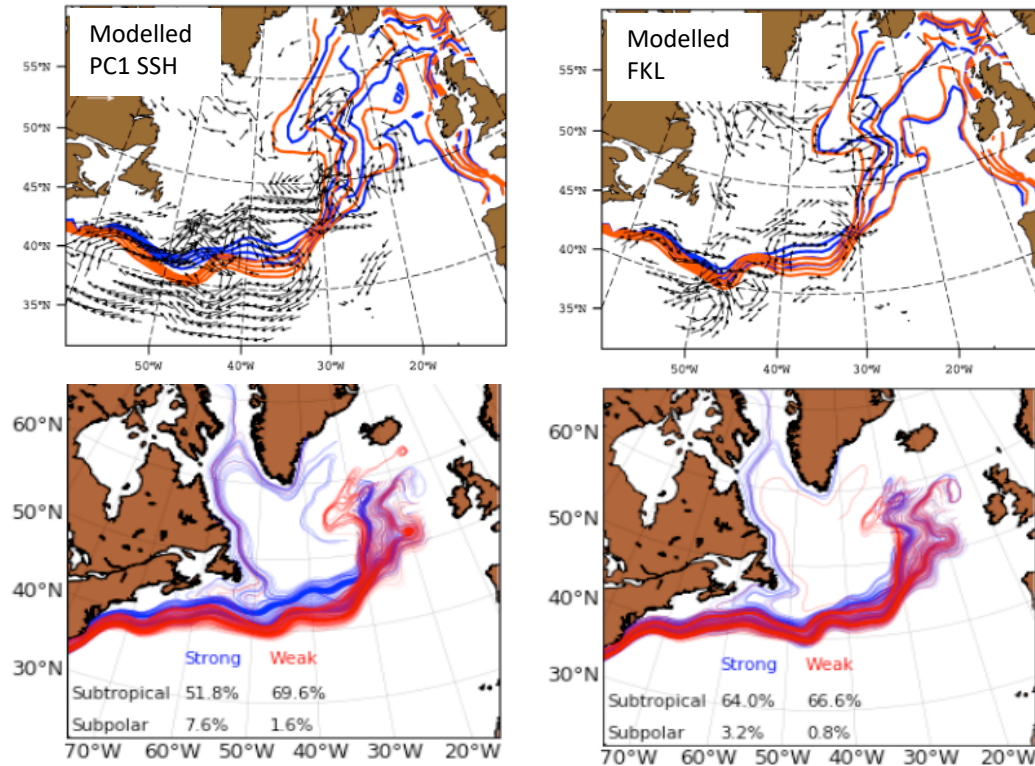 Modelled
PC1 SSH
55°N
50°N
45°N
40°N
35°N
50°W 40°W 30°W 20°W
Modelled
FKL
55°N
50°N
45°N
40°N
35°N
50°W 40°W 30°W 20°W
60°N
50°N
40°N
30°N
Strong Weak
Subtropical 51.8% 69.6%
Subpolar 7.6% 1.6%
70°W 60°W 50°W 40°W 30°W 20°W
60°N
50°N
40°N
30°N
Strong Weak
Subtropical 64.0% 66.6%
Subpolar 3.2% 0.8%
70°W 60°W 50°W 40°W 30°W 20°W